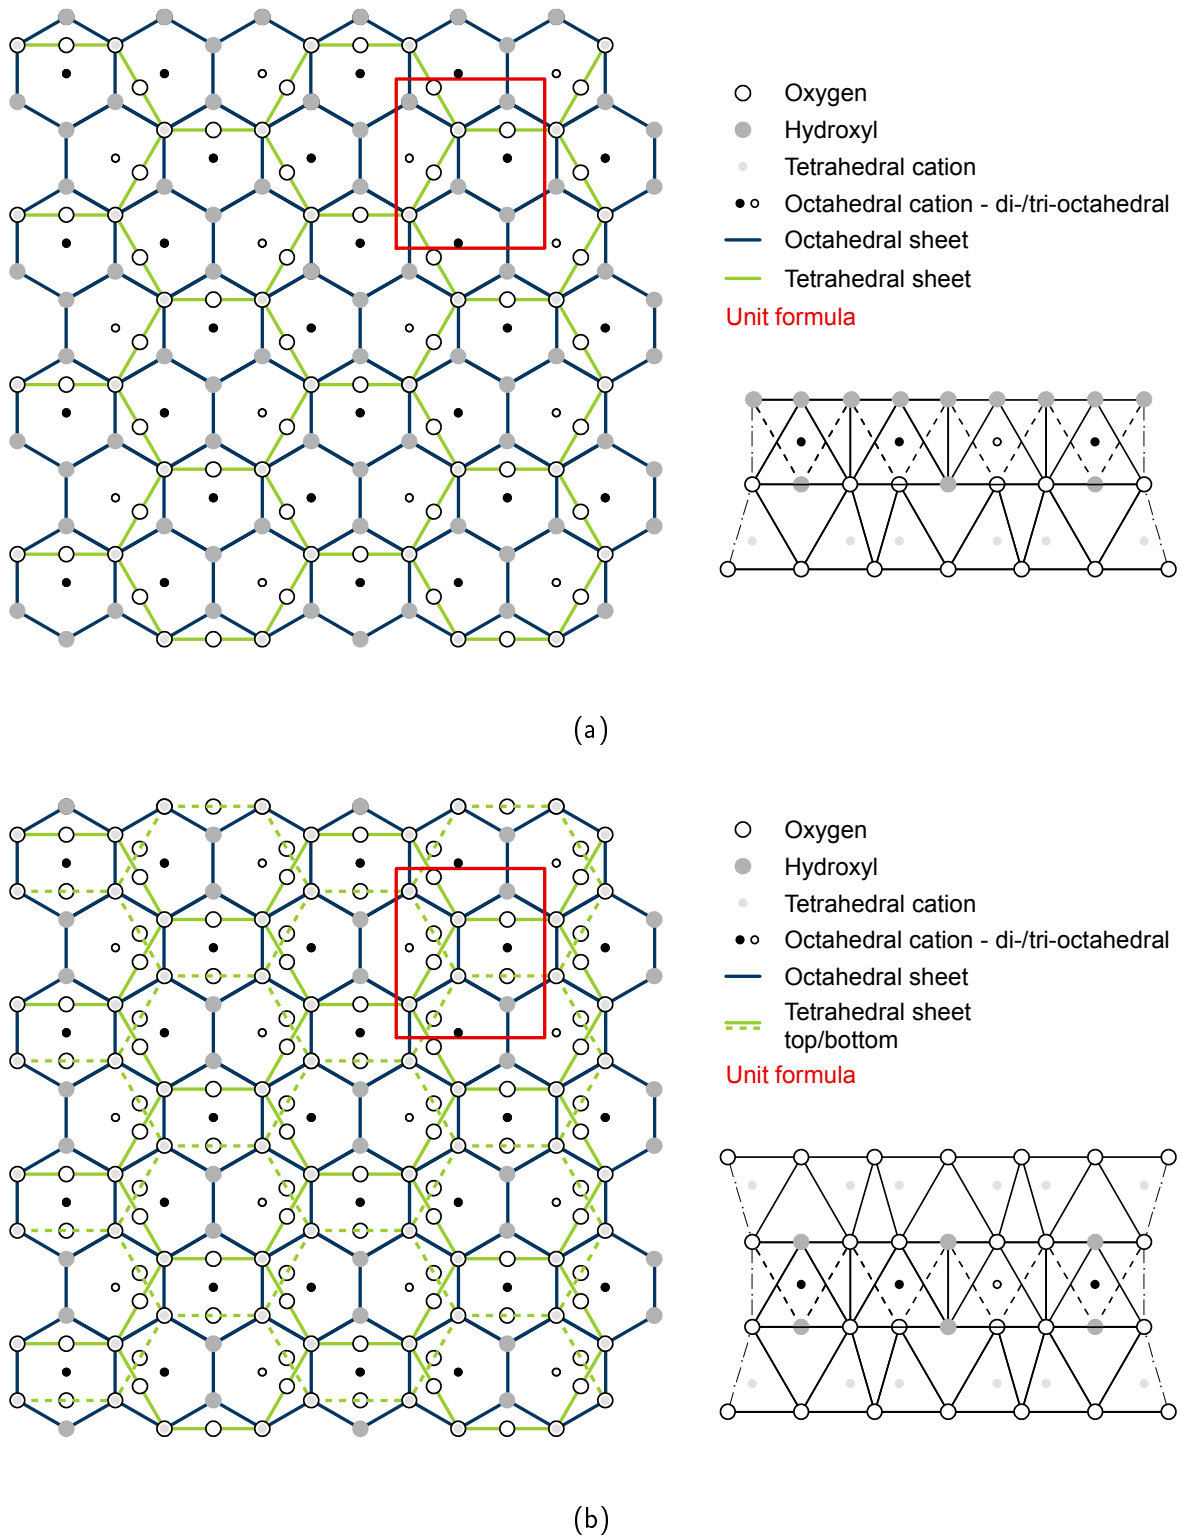 Oxygen
Hydroxyl
Tetrahedral cation
Octahedral cation - di-/tri-octahedral
Octahedral sheet
Tetrahedral sheet
Unit formula
(a)
Oxygen
Hydroxyl
Tetrahedral cation
Octahedral cation - di-/tri-octahedral
Octahedral sheet
Tetrahedral sheet
top/bottom
Unit formula
(b)